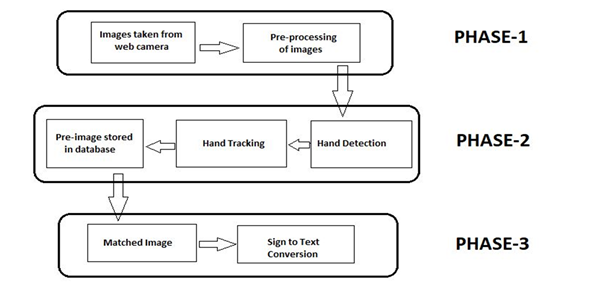 Images taken from
web camera
Pre-processing
of images
PHASE-1
Pre-image stored
in database
Hand Tracking
Hand Detection
PHASE-2
Matched Image
Sign to Text
Conversion
PHASE-3